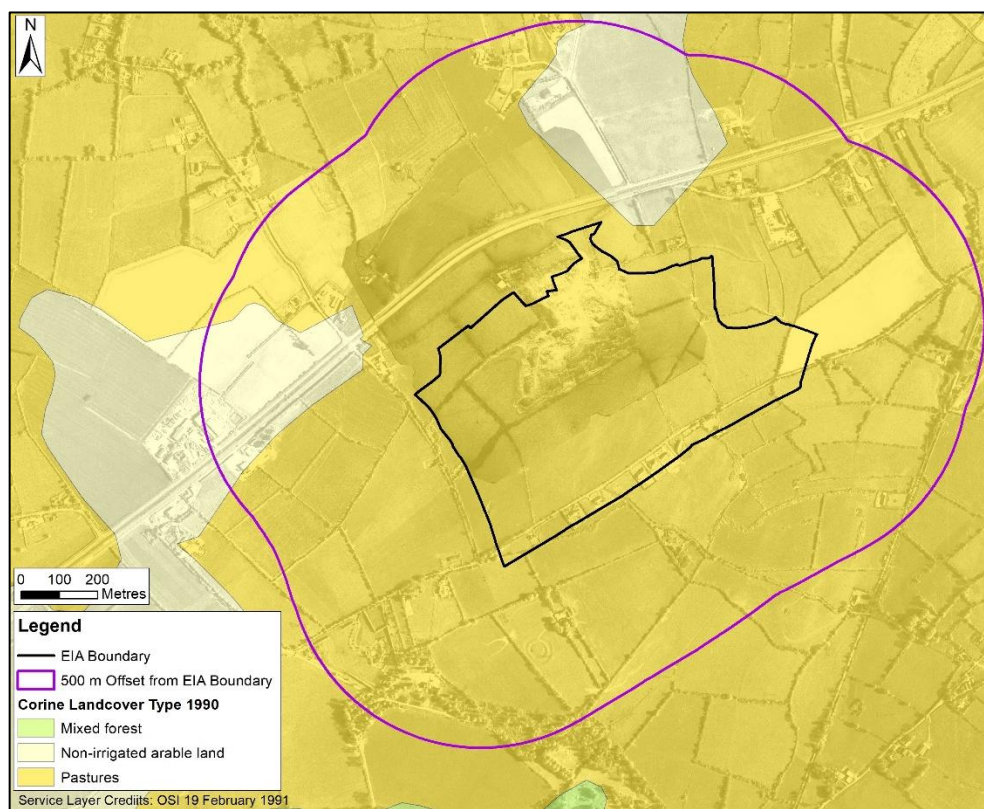 N
0 100 200
Metres
Legend
EIA Boundary
500 m Offset from EIA Boundary
Corine Landcover Type 1990
Mixed forest
Non-irrigated arable land
Pastures
Service Layer Crediits: OSI 19 February 1991